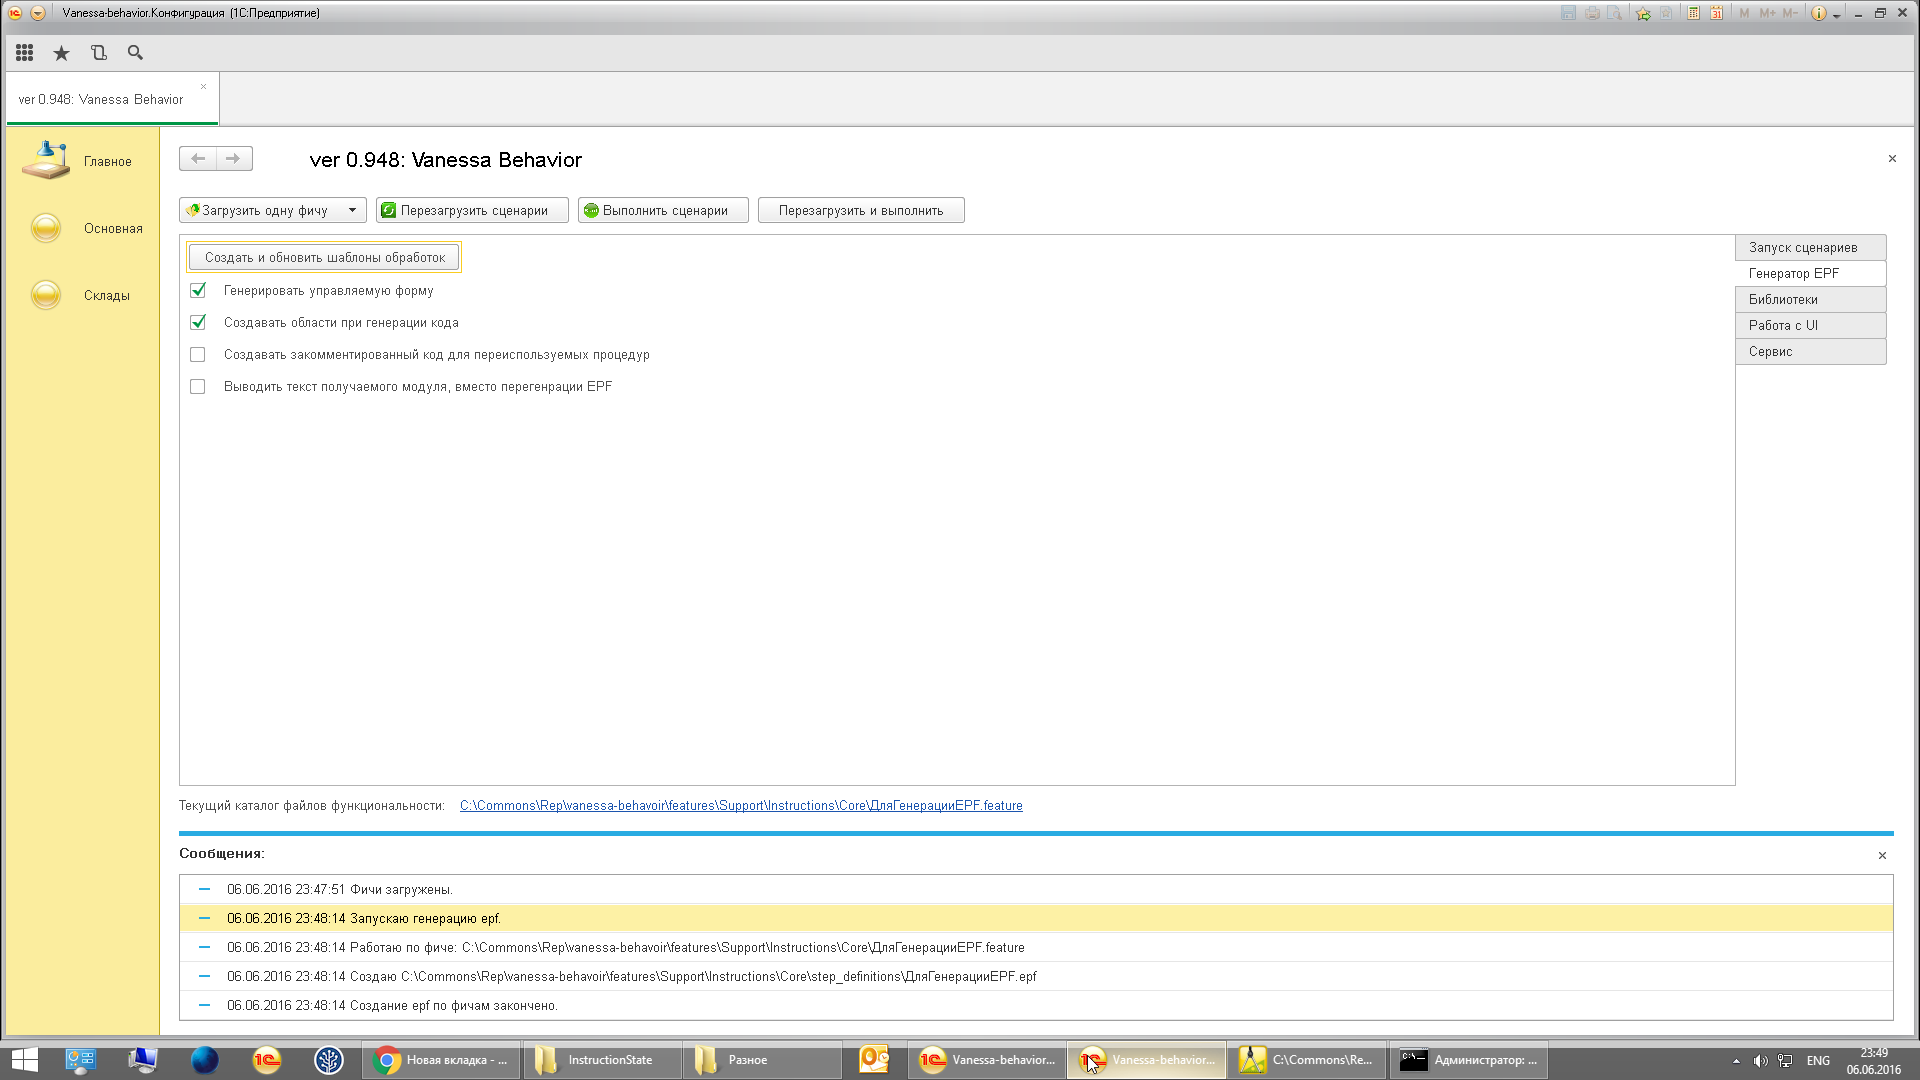 Vanessa-behavior.Конфигурация (1С:Предприятие)
31
M M+ M-
ver 0.948: Vanessa Behavior
Главное
Основная
Склады
ver 0.948: Vanessa Behavior
Загрузить одну фичу
Перезагрузить сценарии
Выполнить сценарии
Перезагрузить и выполнить
Создать и обновить шаблоны обработок
Генерировать управляемую форму
Создавать области при генерации кода
Создавать закомментированный код для переиспользуемых процедур
Выводить текст получаемого модуля, вместо перегенрации EPF
Запуск сценариев
Генератор EPF
Библиотеки
Работа с UI
Сервис
Текущий каталог файлов функциональности: C:\Commons\Rep\vanessa-behavoir\features\Support\Instructions\Core\ДляГенерацииEPF.feature
Сообщения:
06.06.2016 23:47:51 Фичи загружены.
06.06.2016 23:48:14 Запускаю генерацию epf.
06.06.2016 23:48:14 Работаю по фиче: C:\Commons\Rep\vanessa-behavoir\features\Support\Instructions\Core\ДляГенерацииEPF.feature
06.06.2016 23:48:14 Создаю C:\Commons\Rep\vanessa-behavoir\features\Support\Instructions\Core\step_definitions\ДляГенерацииEPF.epf
06.06.2016 23:48:14 Создание epf по фичам закончено.
Новая вкладка - ...
InstructionState
Разное
Vanessa-behavior...
Vanessa-behavior...
C:\Commons\Re...
Администратор: ...
ENG
23:49
06.06.2016